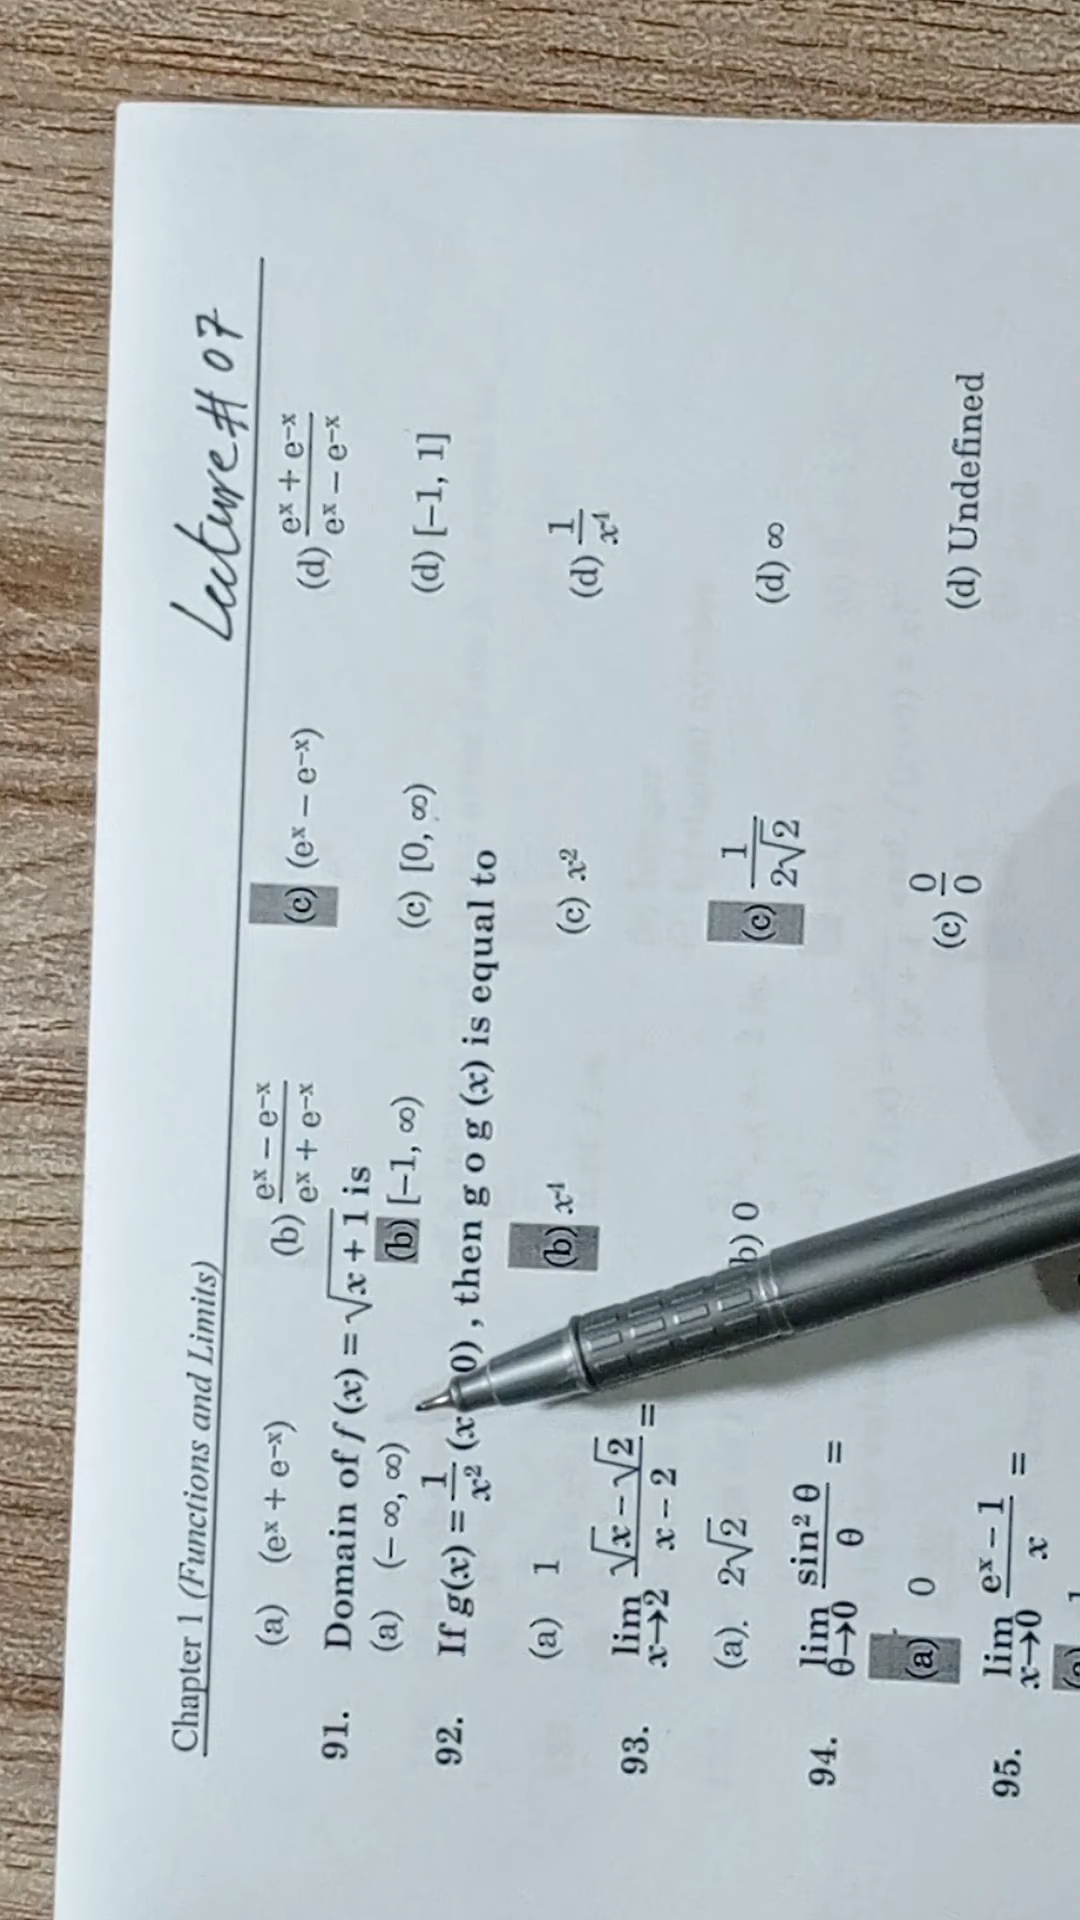 Chapter 1 (Functions and Limits)
Lecture # 07
(a) (eˣ + e⁻ˣ) (b) (eˣ − e⁻ˣ)/(eˣ + e⁻ˣ) (c) (eˣ − e⁻ˣ) (d) (eˣ + e⁻ˣ)/(eˣ − e⁻ˣ)
91. Domain of f (x) = √(x + 1) is
(a) (− ∞, ∞) (b) [−1, ∞) (c) [0, ∞) (d) [−1, 1]
92. If g(x) = 1/x² (x 0) , then g o g (x) is equal to
(a) 1 (b) x⁴ (c) x² (d) 1/x⁴
93. lim x→2 (√x − √2)/(x − 2) =
(a). 2√2 b) 0 (c) 1/(2√2) (d) ∞
94. lim θ→0 sin² θ/θ =
(a) 0 (c) 0/0 (d) Undefined
95. lim x→0 (eˣ − 1)/x =